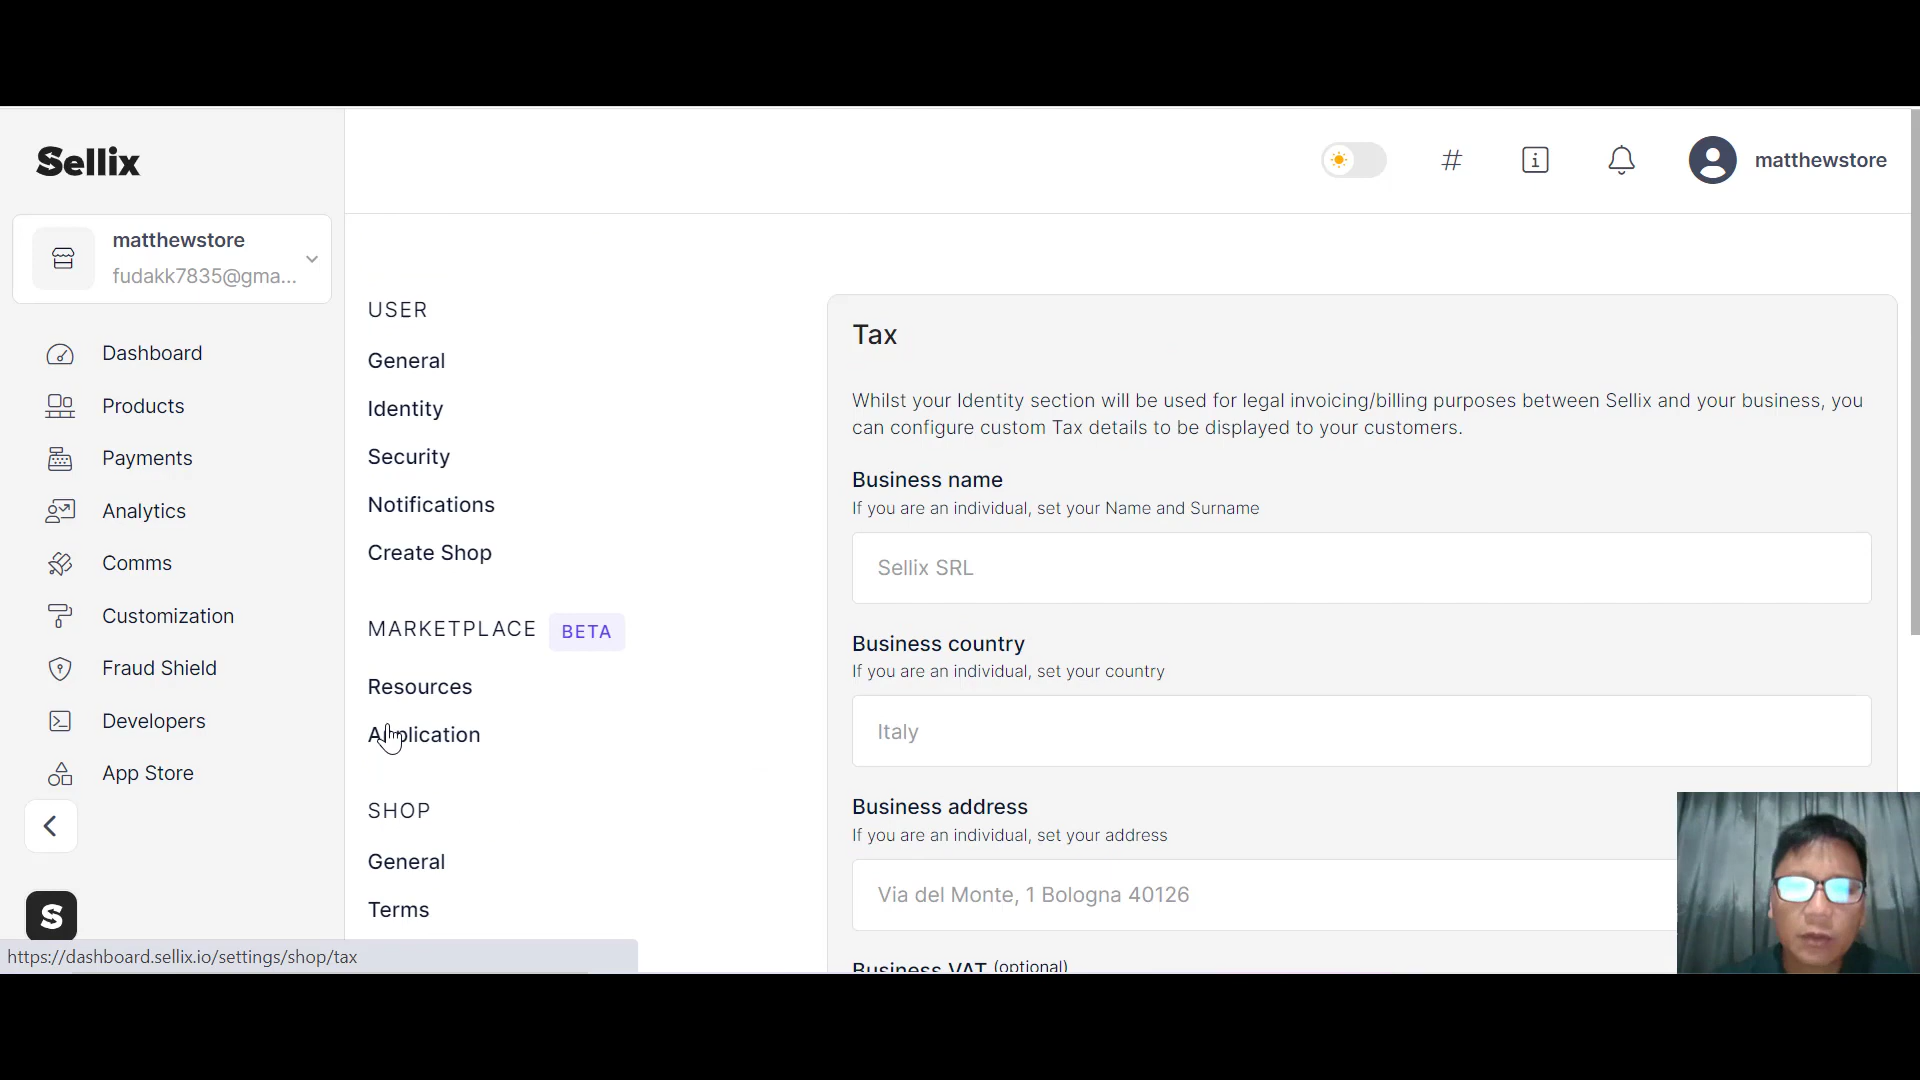 Sellix
matthewstore
matthewstore
fudakk7835@gma...
Dashboard
Products
Payments
Analytics
Comms
Customization
Fraud Shield
Developers
App Store
S
USER
General
Identity
Security
Notifications
Create Shop
MARKETPLACE BETA
Resources
Application
SHOP
General
Terms
Tax
Whilst your Identity section will be used for legal invoicing/billing purposes between Sellix and your business, you
can configure custom Tax details to be displayed to your customers.
Business name
If you are an individual, set your Name and Surname
Sellix SRL
Business country
If you are an individual, set your country
Italy
Business address
If you are an individual, set your address
Via del Monte, 1 Bologna 40126
Business VAT (optional)
https://dashboard.sellix.io/settings/shop/tax